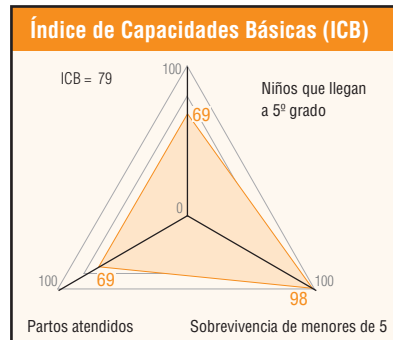 Índice de Capacidades Básicas (ICB)
ICB = 79
100
Niños que llegan
a 5º grado
69
0
100
69
100
98
Partos atendidos
Sobrevivencia de menores de 5